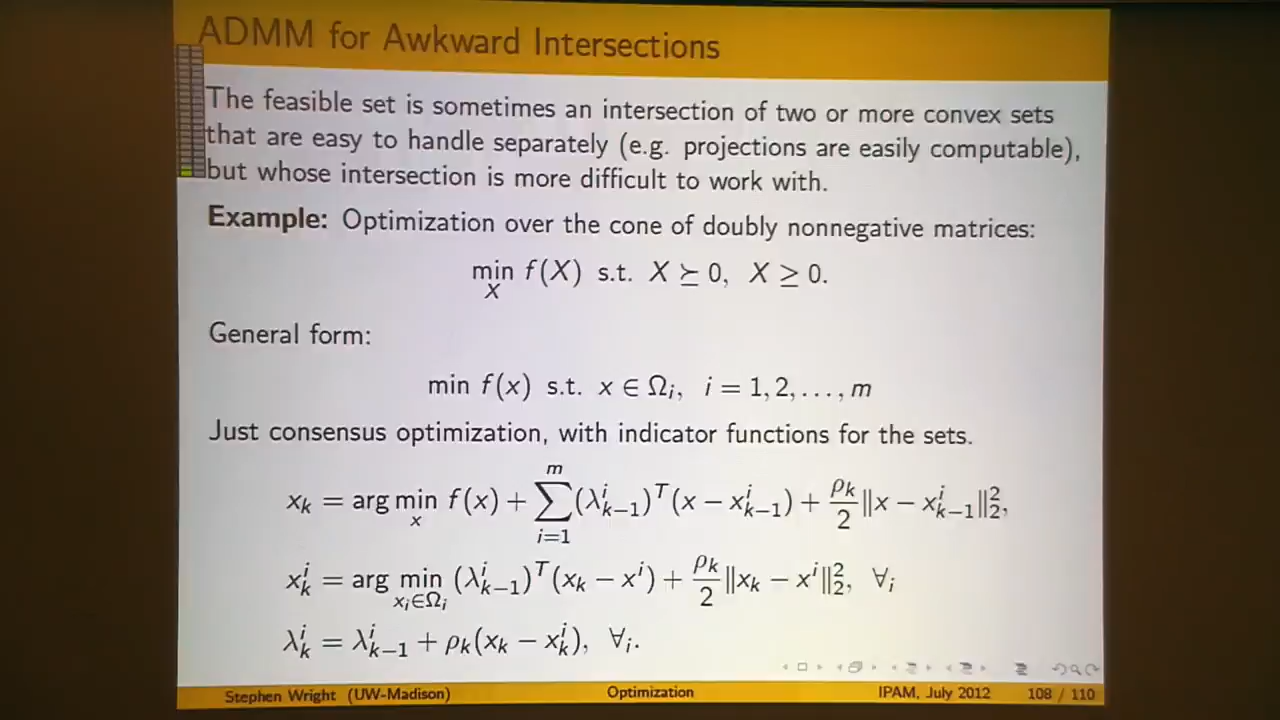 ADMM for Awkward Intersections
The feasible set is sometimes an intersection of two or more convex sets
that are easy to handle separately (e.g. projections are easily computable),
but whose intersection is more difficult to work with.
Example: Optimization over the cone of doubly nonnegative matrices:
min_X f(X) s.t. X ⪰ 0, X ≥ 0.
General form:
min f(x) s.t. x ∈ Ω_i, i = 1, 2, . . . , m
Just consensus optimization, with indicator functions for the sets.
x_k = arg min_x f(x) + ∑_{i=1}^m (λ^i_{k−1})^T (x − x^i_{k−1}) + ρ_k/2 ‖x − x^i_{k−1}‖^2_2,
x^i_k = arg min_{x_i∈Ω_i} (λ^i_{k−1})^T (x_k − x^i) + ρ_k/2 ‖x_k − x^i‖^2_2, ∀_i
λ^i_k = λ^i_{k−1} + ρ_k(x_k − x^i_k), ∀_i.
Stephen Wright (UW-Madison) Optimization IPAM, July 2012 108 / 110